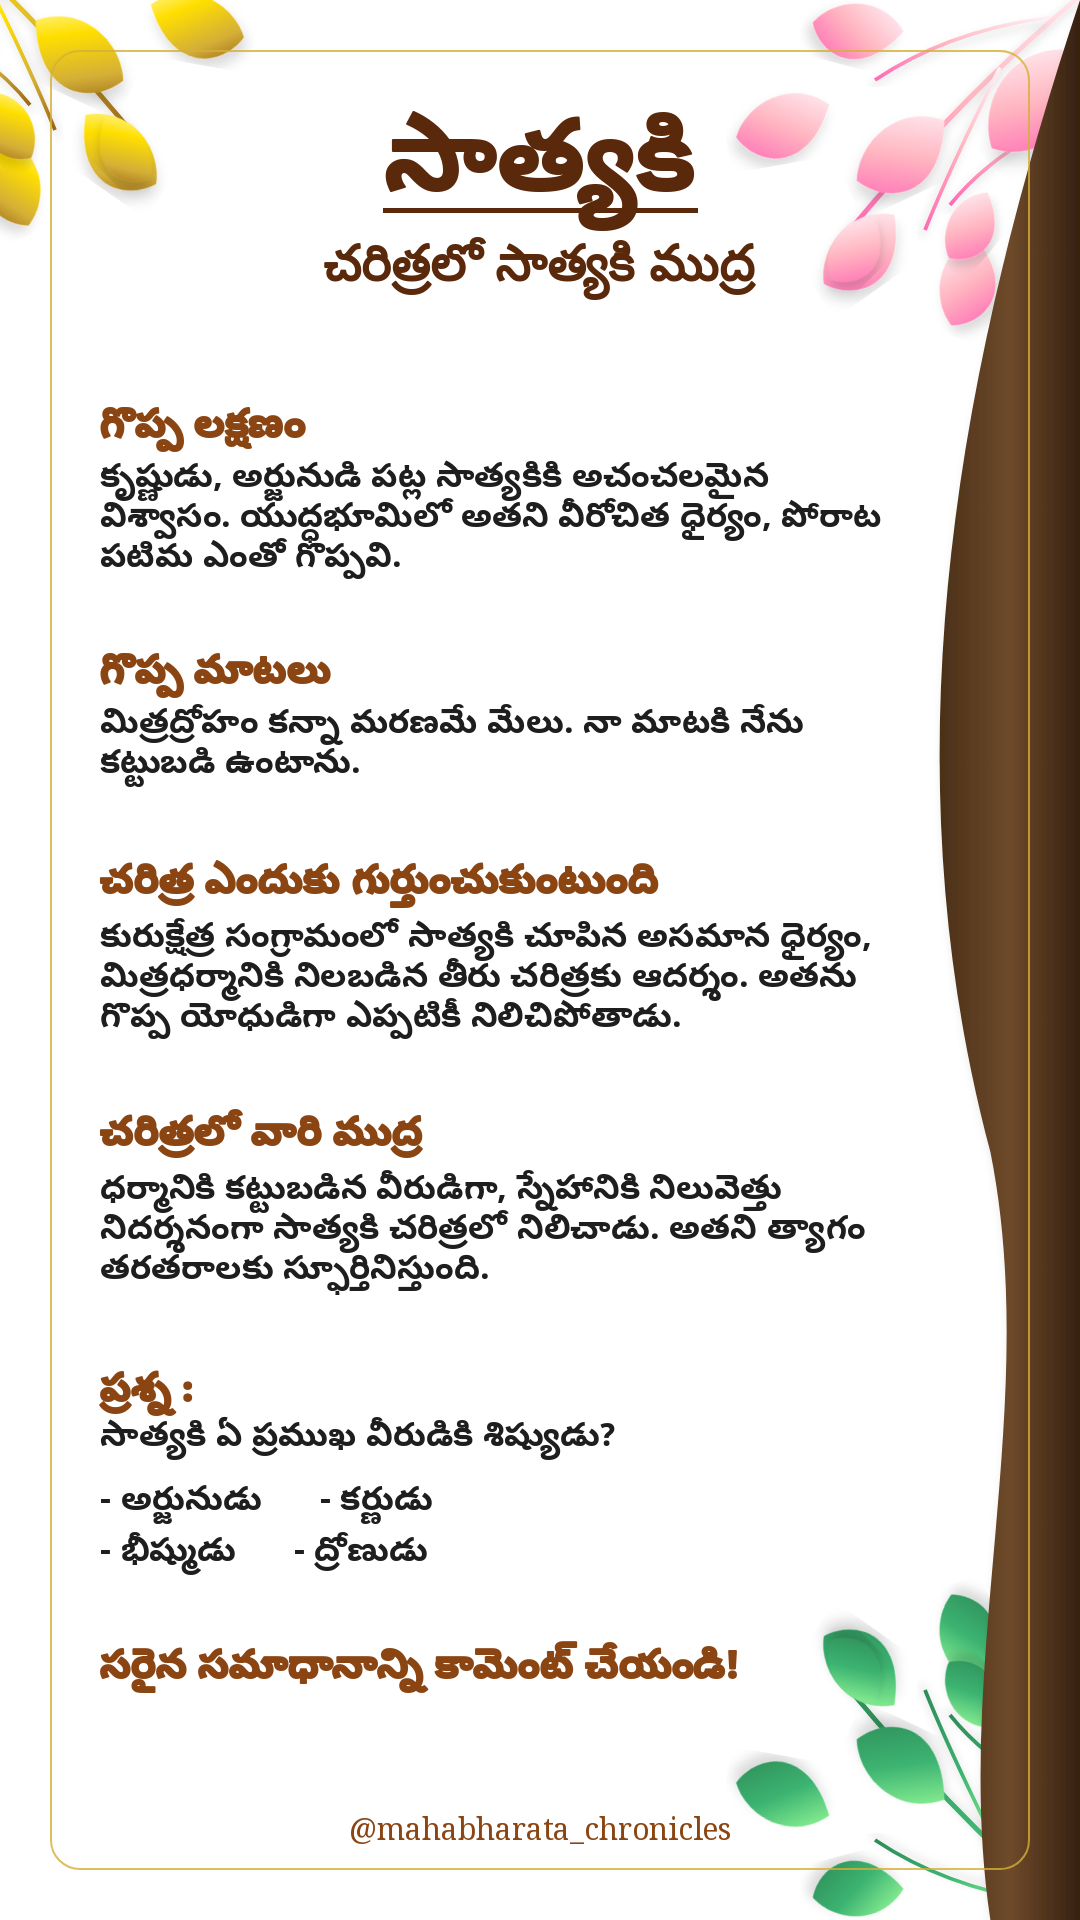 సాత్యకి
చరిత్రలో సాత్యకి ముద్ర
గొప్ప లక్షణం
కృష్ణుడు, అర్జునుడి పట్ల సాత్యకికి అచంచలమైన
విశ్వాసం. యుద్ధభూమిలో అతని వీరోచిత ధైర్యం, పోరాట
పటిమ ఎంతో గొప్పవి.
గొప్ప మాటలు
మిత్రద్రోహం కన్నా మరణమే మేలు. నా మాటకి నేను
కట్టుబడి ఉంటాను.
చరిత్ర ఎందుకు గుర్తుంచుకుంటుంది
కురుక్షేత్ర సంగ్రామంలో సాత్యకి చూపిన అసమాన ధైర్యం,
మిత్రధర్మానికి నిలబడిన తీరు చరిత్రకు ఆదర్శం. అతను
గొప్ప యోధుడిగా ఎప్పటికీ నిలిచిపోతాడు.
చరిత్రలో వారి ముద్ర
ధర్మానికి కట్టుబడిన వీరుడిగా, స్నేహానికి నిలువెత్తు
నిదర్శనంగా సాత్యకి చరిత్రలో నిలిచాడు. అతని త్యాగం
తరతరాలకు స్ఫూర్తినిస్తుంది.
ప్రశ్న :
సాత్యకి ఏ ప్రముఖ వీరుడికి శిష్యుడు?
- అర్జునుడు - కర్ణుడు
- భీష్ముడు - ద్రోణుడు
సరైన సమాధానాన్ని కామెంట్ చేయండి!
@mahabharata_chronicles